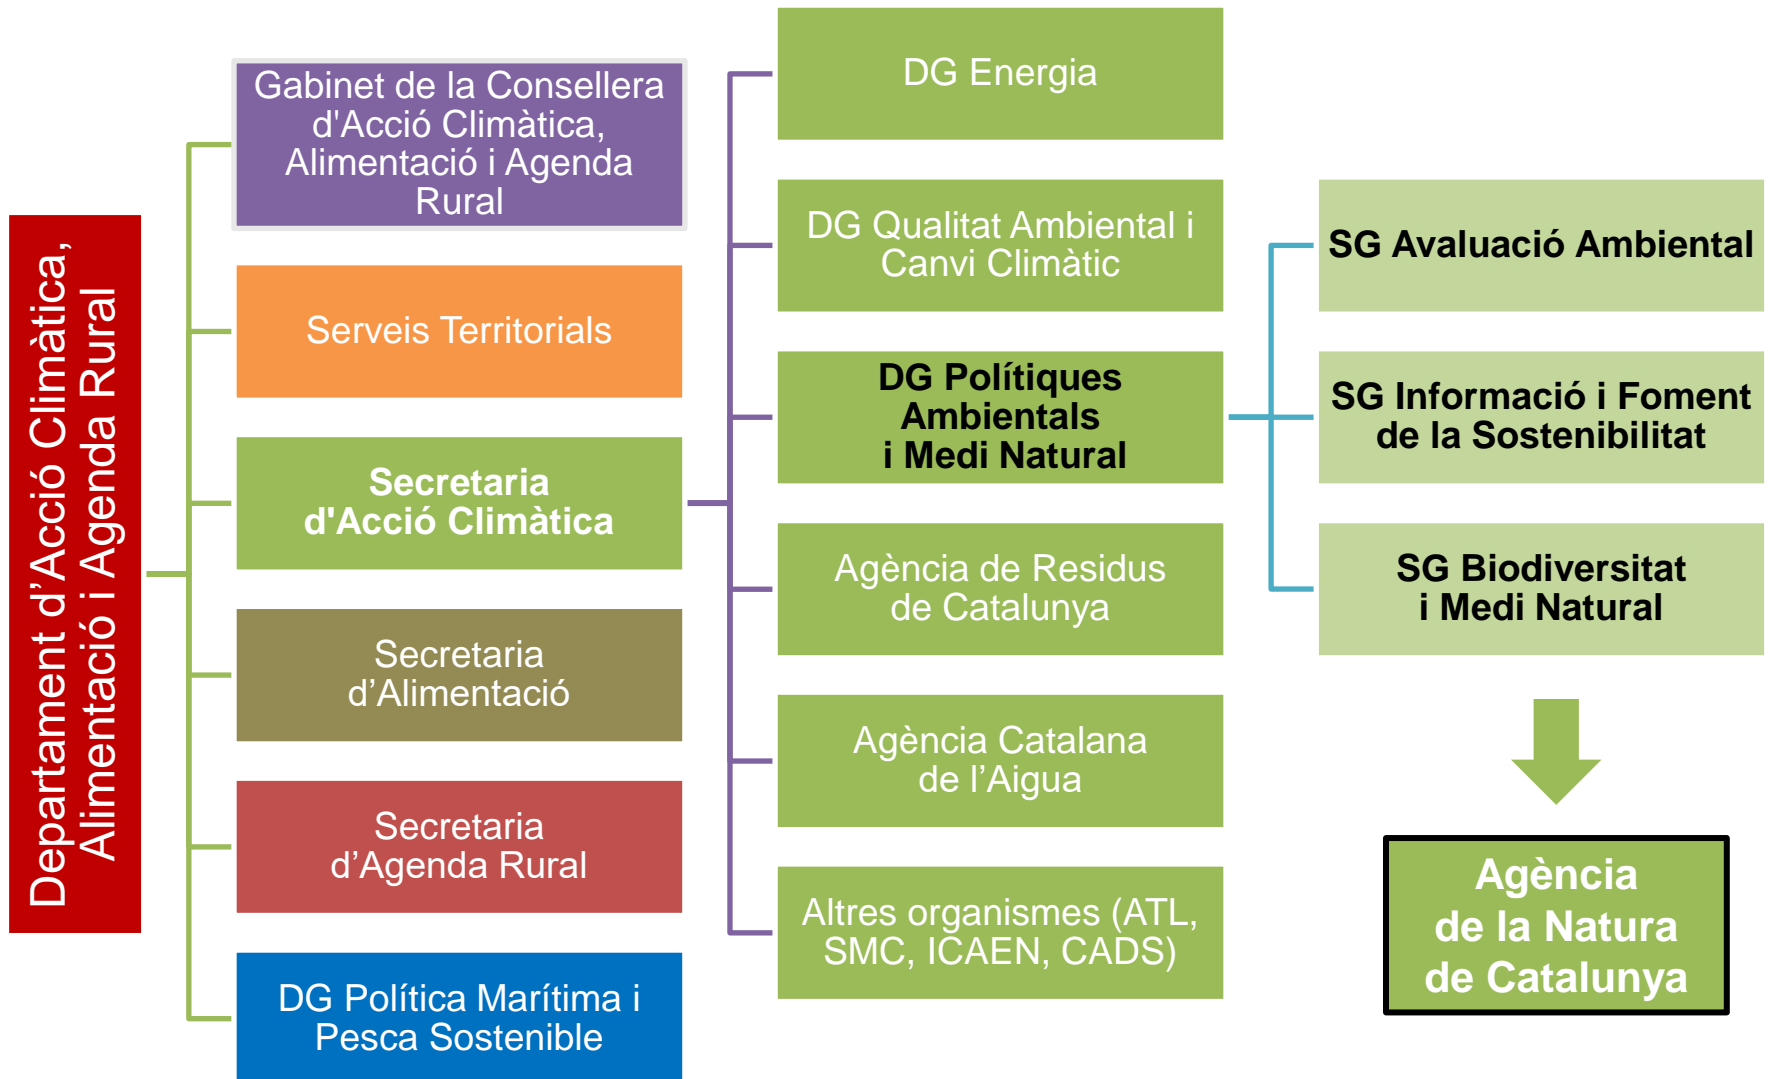 Departament d’Acció Climàtica,
Alimentació i Agenda Rural
Gabinet de la Consellera
d'Acció Climàtica,
Alimentació i Agenda
Rural
Serveis Territorials
Secretaria
d'Acció Climàtica
Secretaria
d’Alimentació
Secretaria
d’Agenda Rural
DG Política Marítima i
Pesca Sostenible
DG Energia
DG Qualitat Ambiental i
Canvi Climàtic
DG Polítiques
Ambientals
i Medi Natural
Agència de Residus
de Catalunya
Agència Catalana
de l’Aigua
Altres organismes (ATL,
SMC, ICAEN, CADS)
SG Avaluació Ambiental
SG Informació i Foment
de la Sostenibilitat
SG Biodiversitat
i Medi Natural
Agència
de la Natura
de Catalunya